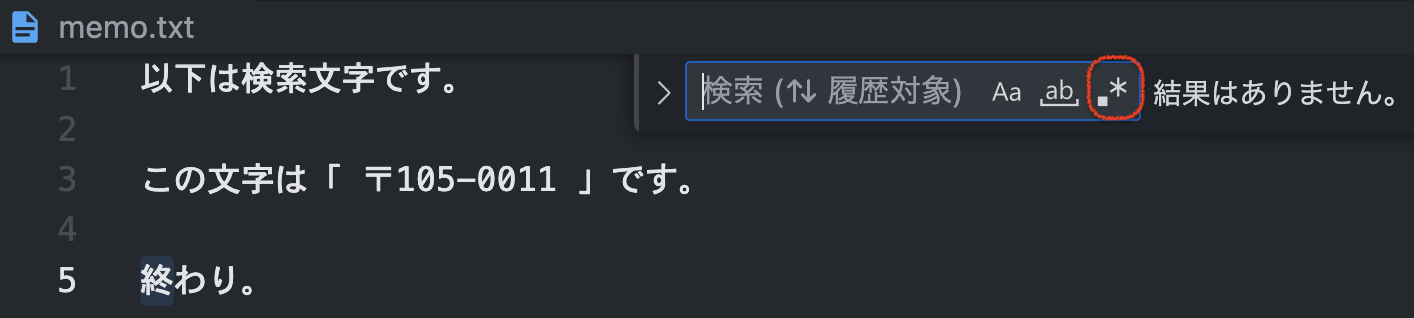 memo.txt
1 以下は検索文字です。
検索 (⇅ 履歴対象) Aa ab .* 結果はありません。
2
3 この文字は「 〒105-0011 」です。
4
5 終わり。